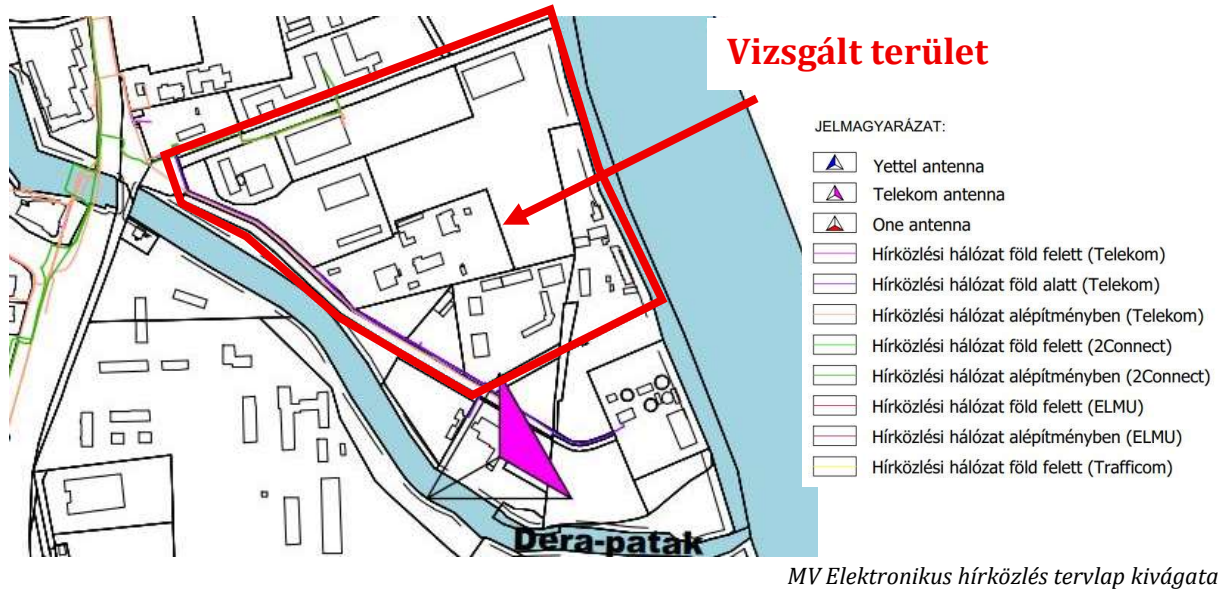 Vizsgált terület
JELMAGYARÁZAT:
Yettel antenna
Telekom antenna
One antenna
Hírközlési hálózat föld felett (Telekom)
Hírközlési hálózat föld alatt (Telekom)
Hírközlési hálózat alépítményben (Telekom)
Hírközlési hálózat föld felett (2Connect)
Hírközlési hálózat alépítményben (2Connect)
Hírközlési hálózat föld felett (ELMU)
Hírközlési hálózat alépítményben (ELMU)
Hírközlési hálózat föld felett (Trafficom)
Dera-patak
MV Elektronikus hírközlés tervlap kivágata